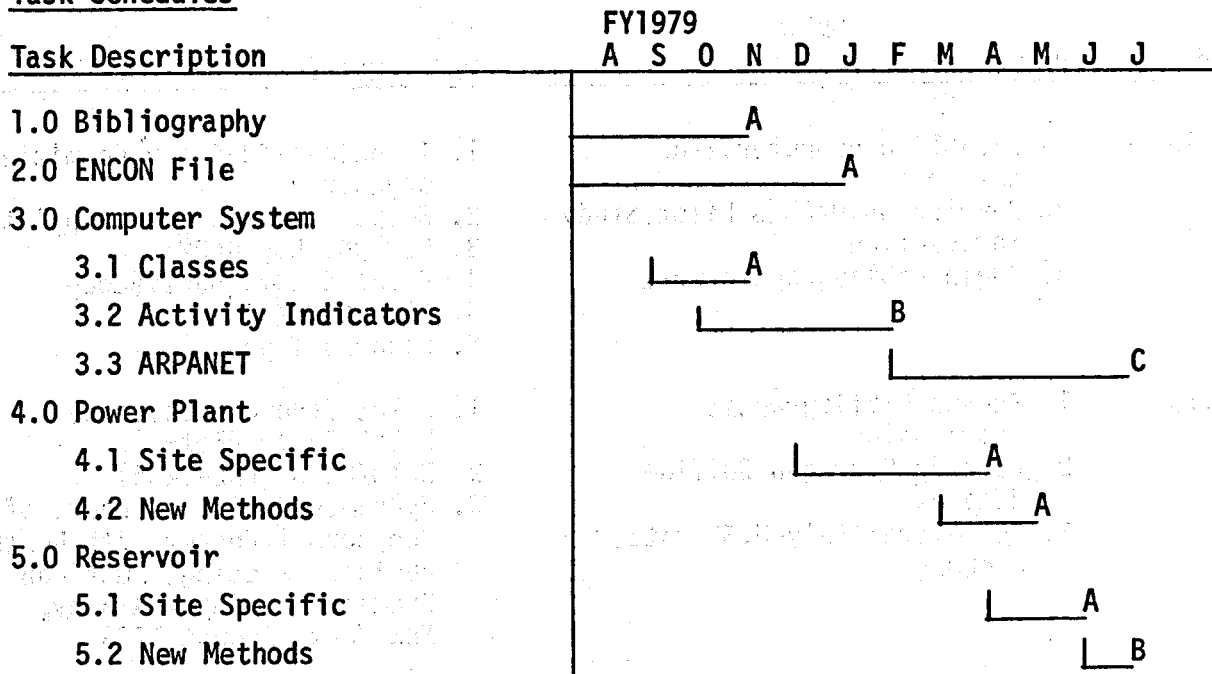 Task Schedules
FY1979
Task Description A S O N D J F M A M J J
1.0 Bibliography A
2.0 ENCON File A
3.0 Computer System
3.1 Classes A
3.2 Activity Indicators B
3.3 ARPANET C
4.0 Power Plant
4.1 Site Specific A
4.2 New Methods A
5.0 Reservoir
5.1 Site Specific A
5.2 New Methods B